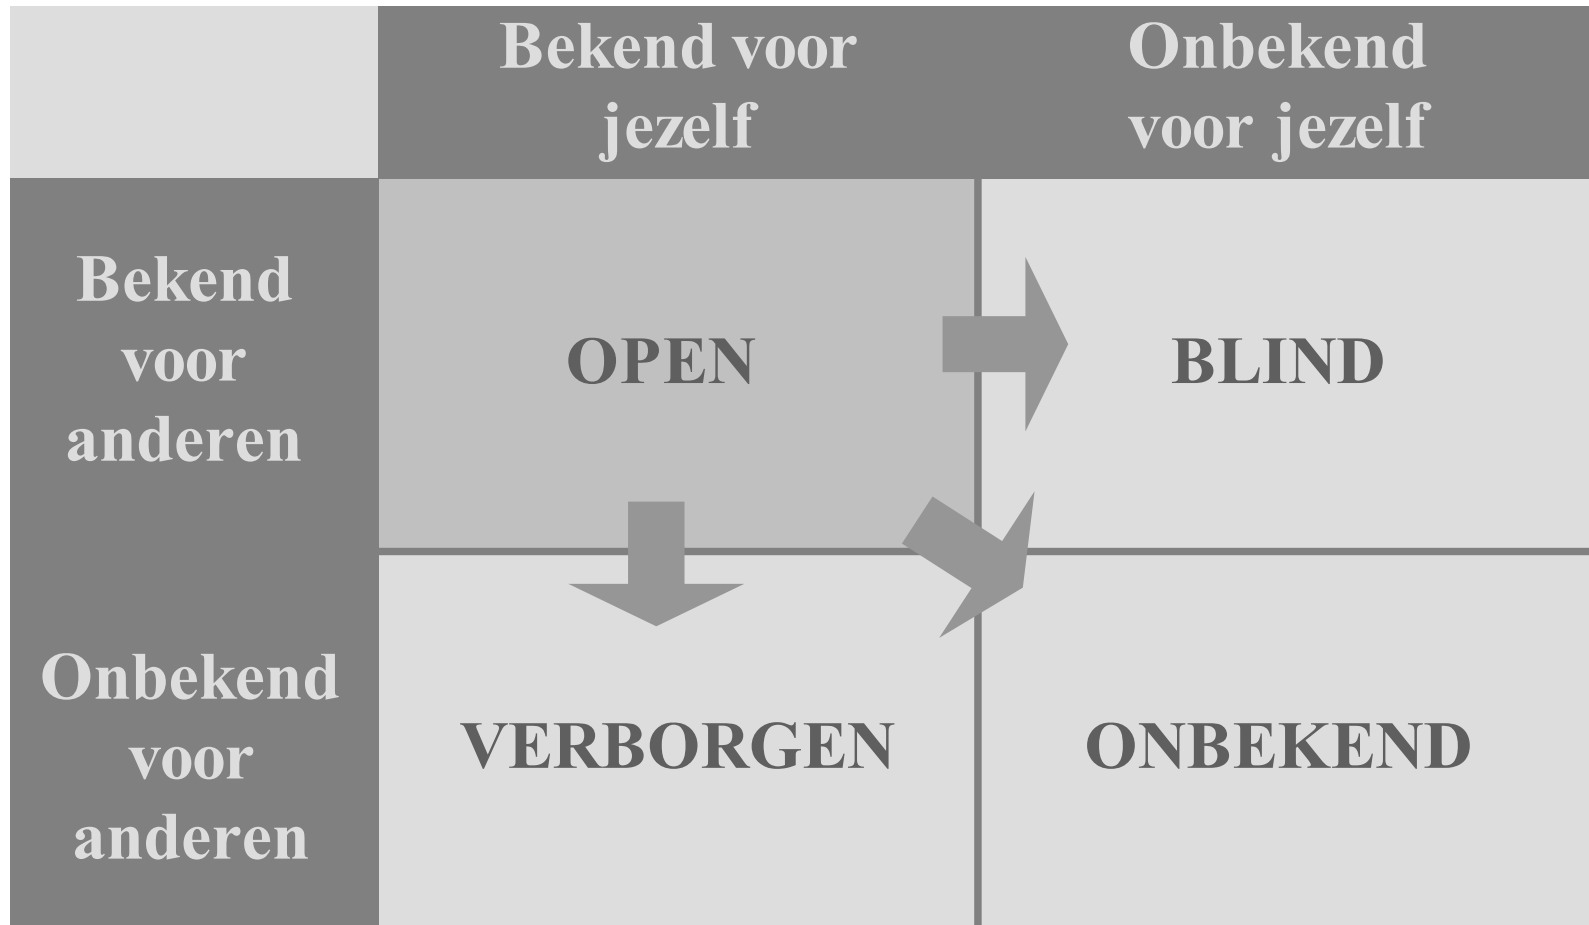 Bekend voor
jezelf
Onbekend
voor jezelf
Bekend
voor
anderen
OPEN
BLIND
Onbekend
voor
anderen
VERBORGEN
ONBEKEND